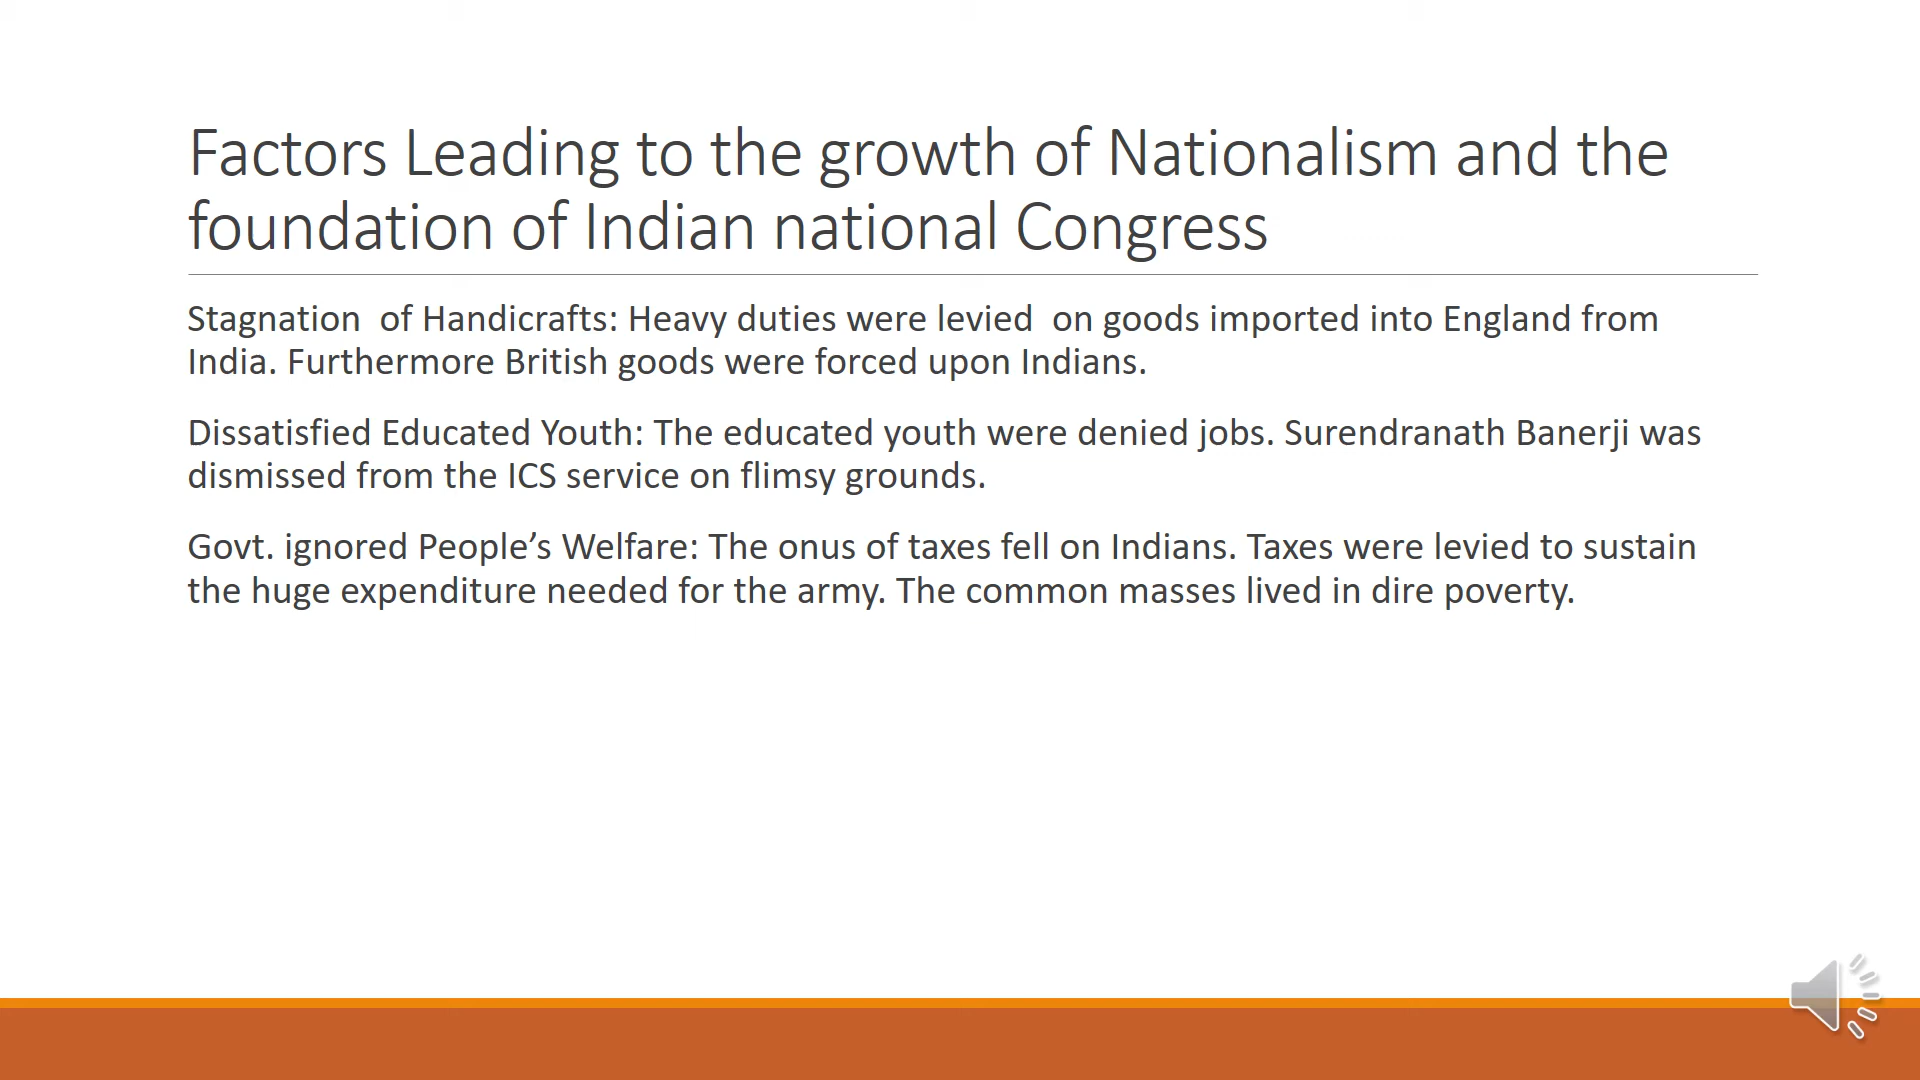 Factors Leading to the growth of Nationalism and the
foundation of Indian national Congress
Stagnation  of Handicrafts: Heavy duties were levied  on goods imported into England from
India. Furthermore British goods were forced upon Indians.
Dissatisfied Educated Youth: The educated youth were denied jobs. Surendranath Banerji was
dismissed from the ICS service on flimsy grounds.
Govt. ignored People’s Welfare: The onus of taxes fell on Indians. Taxes were levied to sustain
the huge expenditure needed for the army. The common masses lived in dire poverty.